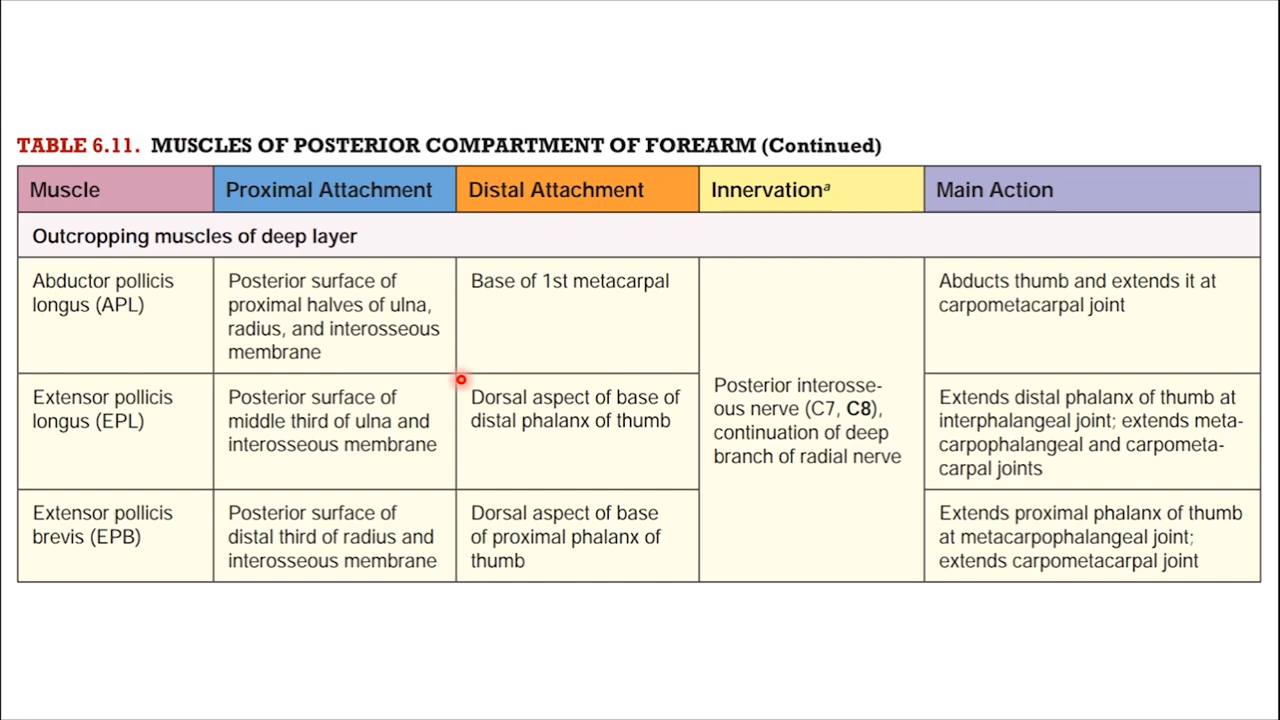 TABLE 6.11. MUSCLES OF POSTERIOR COMPARTMENT OF FOREARM (Continued)
Muscle
Proximal Attachment
Distal Attachment
Innervationᵃ
Main Action
Outcropping muscles of deep layer
Abductor pollicis
longus (APL)
Posterior surface of
proximal halves of ulna,
radius, and interosseous
membrane
Base of 1st metacarpal
Posterior interosse-
ous nerve (C7, C8),
continuation of deep
branch of radial nerve
Abducts thumb and extends it at
carpometacarpal joint
Extensor pollicis
longus (EPL)
Posterior surface of
middle third of ulna and
interosseous membrane
Dorsal aspect of base of
distal phalanx of thumb
Extends distal phalanx of thumb at
interphalangeal joint; extends meta-
carpophalangeal and carpometa-
carpal joints
Extensor pollicis
brevis (EPB)
Posterior surface of
distal third of radius and
interosseous membrane
Dorsal aspect of base
of proximal phalanx of
thumb
Extends proximal phalanx of thumb
at metacarpophalangeal joint;
extends carpometacarpal joint